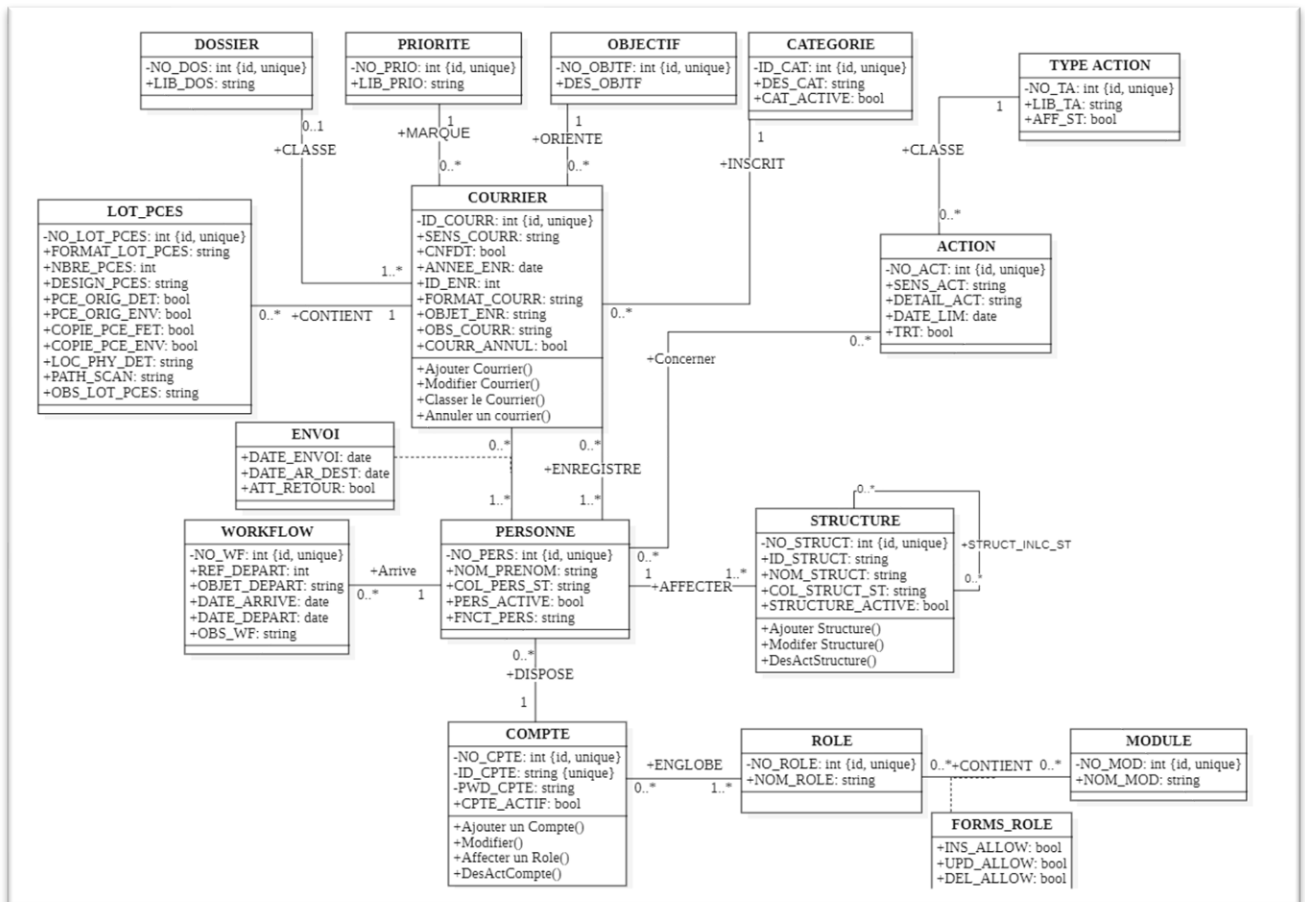 DOSSIER
-NO_DOS: int {id, unique}
+LIB_DOS: string
PRIORITE
-NO_PRIO: int {id, unique}
+LIB_PRIO: string
OBJECTIF
-NO_OBJTF: int {id, unique}
+DES_OBJTF
CATEGORIE
-ID_CAT: int {id, unique}
+DES_CAT: string
+CAT_ACTIVE: bool
TYPE ACTION
-NO_TA: int {id, unique}
+LIB_TA: string
+AFF_ST: bool
0..1
+CLASSE
1
+MARQUE
0..*
1
+ORIENTE
0..*
1
+INSCRIT
1
+CLASSE
0..*
LOT_PCES
-NO_LOT_PCES: int {id, unique}
+FORMAT_LOT_PCES: string
+NBRE_PCES: int
+DESIGN_PCES: string
+PCE_ORIG_DET: bool
+PCE_ORIG_ENV: bool
+COPIE_PCE_FET: bool
+COPIE_PCE_ENV: bool
+LOC_PHY_DET: string
+PATH_SCAN: string
+OBS_LOT_PCES: string
1..*
0..* +CONTIENT 1
COURRIER
-ID_COURR: int {id, unique}
+SENS_COURR: string
+CNFDT: bool
+ANNEE_ENR: date
+ID_ENR: int
+FORMAT_COURR: string
+OBJET_ENR: string
+OBS_COURR: string
+COURR_ANNUL: bool
+Ajouter Courrier()
+Modifier Courrier()
+Classer le Courrier()
+Annuler un courrier()
0..*
ACTION
-NO_ACT: int {id, unique}
+SENS_ACT: string
+DETAIL_ACT: string
+DATE_LIM: date
+TRT: bool
0..*
+Concerner
ENVOI
+DATE_ENVOI: date
+DATE_AR_DEST: date
+ATT_RETOUR: bool
0..*
0..*
+ENREGISTRE
1..*
1..*
WORKFLOW
-NO_WF: int {id, unique}
+REF_DEPART: int
+OBJET_DEPART: string
+DATE_ARRIVE: date
+DATE_DEPART: date
+OBS_WF: string
+Arrive
0..*
1
PERSONNE
-NO_PERS: int {id, unique}
+NOM_PRENOM: string
+COL_PERS_ST: string
+PERS_ACTIVE: bool
+FNCT_PERS: string
0..*
1
1..*
+AFFECTER
STRUCTURE
-NO_STRUCT: int {id, unique}
+ID_STRUCT: string
+NOM_STRUCT: string
+COL_STRUCT_ST: string
+STRUCTURE_ACTIVE: bool
+Ajouter Structure()
+Modifer Structure()
+DesActStructure()
0..*
+STRUCT_INLC_ST
0..*
0..*
+DISPOSE
1
COMPTE
-NO_CPTE: int {id, unique}
-ID_CPTE: string {unique}
-PWD_CPTE: string
+CPTE_ACTIF: bool
+Ajouter un Compte()
+Modifier()
+Affecter un Role()
+DesActCompte()
+ENGLOBE
0..*
1..*
ROLE
-NO_ROLE: int {id, unique}
+NOM_ROLE: string
0..* +CONTIENT 0..*
MODULE
-NO_MOD: int {id, unique}
+NOM_MOD: string
FORMS_ROLE
+INS_ALLOW: bool
+UPD_ALLOW: bool
+DEL_ALLOW: bool